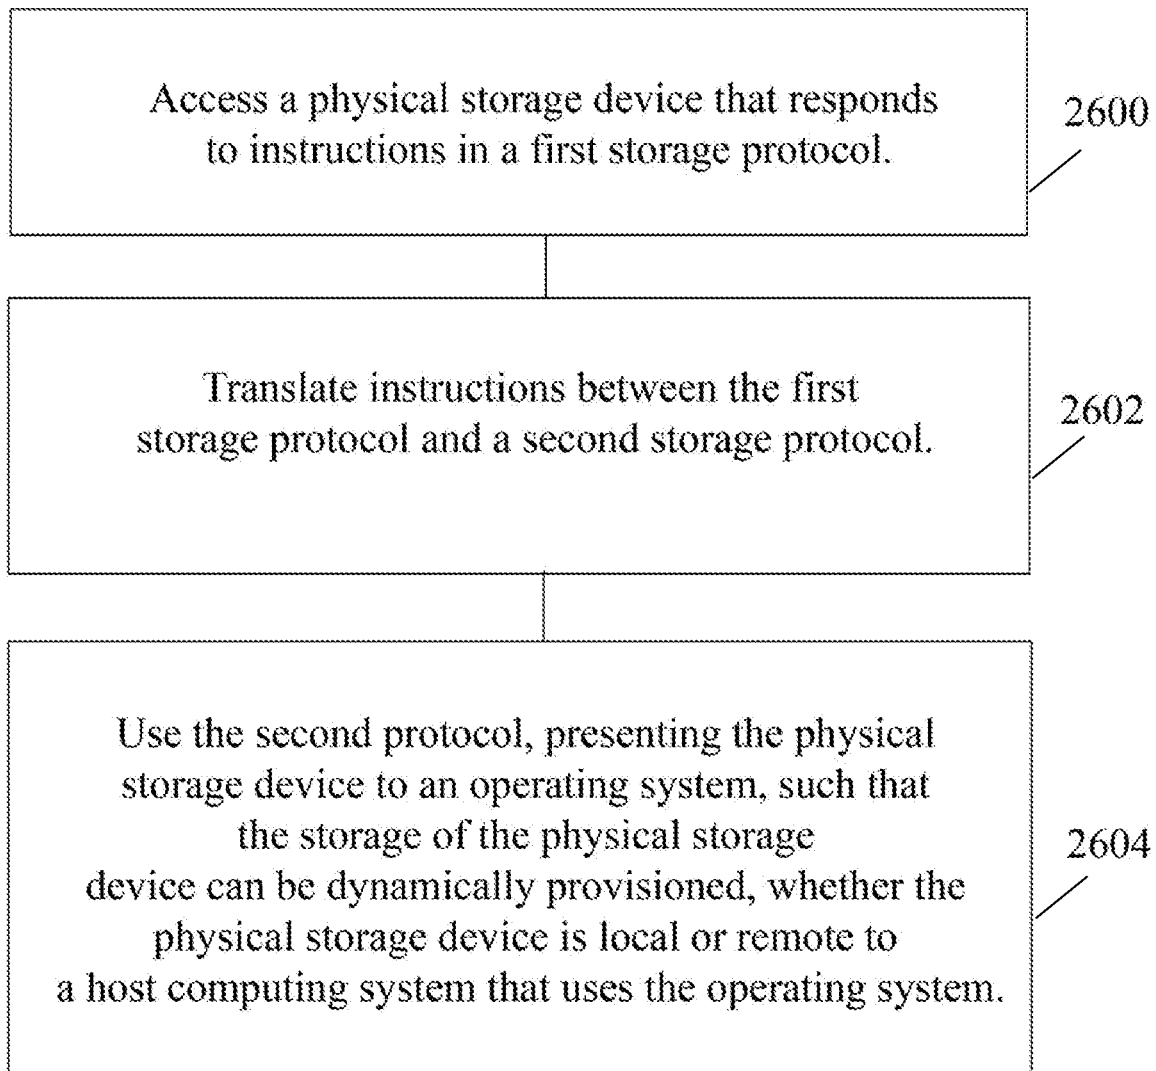 Access a physical storage device that responds
to instructions in a first storage protocol.
2600
Translate instructions between the first
storage protocol and a second storage protocol.
2602
Use the second protocol, presenting the physical
storage device to an operating system, such that
the storage of the physical storage
device can be dynamically provisioned, whether the
physical storage device is local or remote to
a host computing system that uses the operating system.
2604